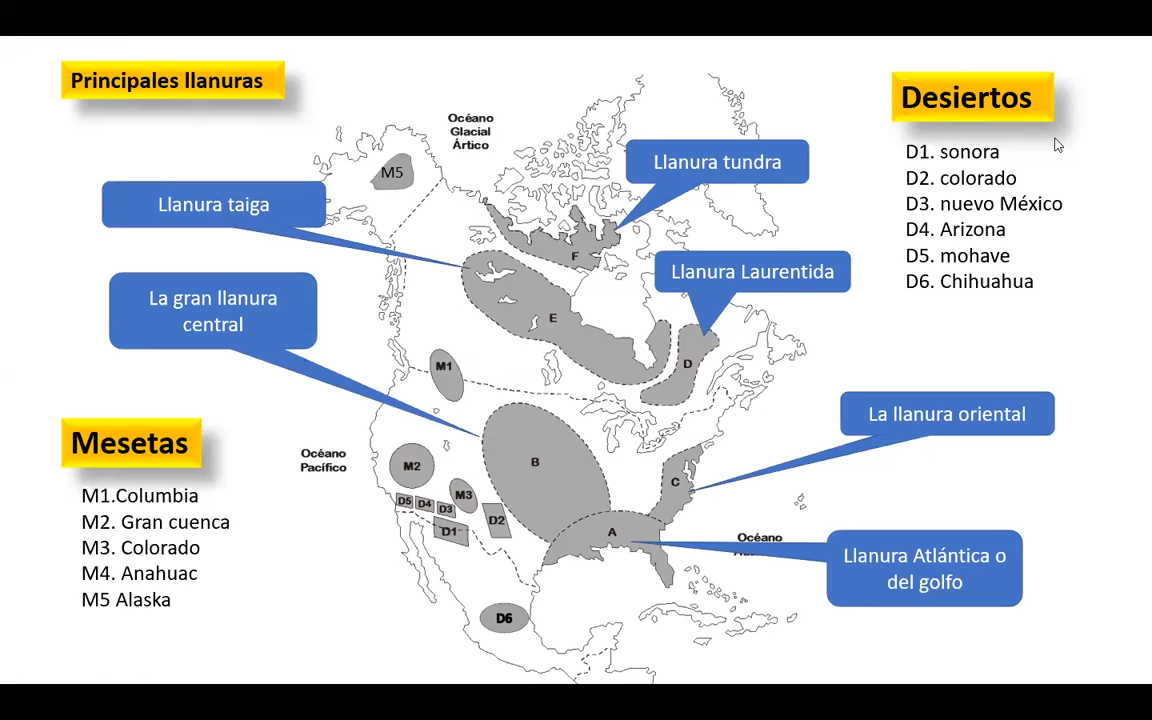 Principales llanuras
Desiertos
D1. sonora
D2. colorado
D3. nuevo México
D4. Arizona
D5. mohave
D6. Chihuahua
Océano
Glacial
Ártico
Llanura tundra
M5
Llanura taiga
F
Llanura Laurentida
La gran llanura
central
E
D
M1
La llanura oriental
Mesetas
M1.Columbia
M2. Gran cuenca
M3. Colorado
M4. Anahuac
M5 Alaska
Océano
Pacífico
B
M2
C
M3
D5
D4
D3
D2
D1
A
Océano
Llanura Atlántica o
del golfo
D6